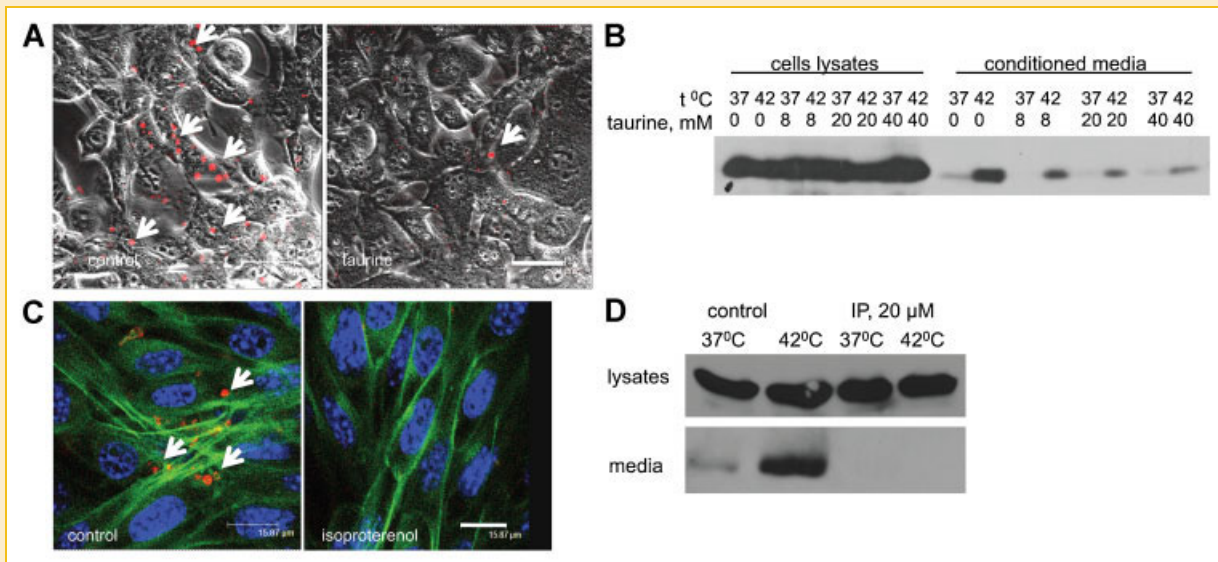 A
control
taurine
B
cells lysates
conditioned media
t ⁰C 37 42 37 42 37 42 37 42 37 42 37 42 37 42 37 42
taurine, mM 0 0 8 8 20 20 40 40 0 0 8 8 20 20 40 40
C
control
15.87 µm
isoproterenol
15.87 µm
D
control
IP, 20 µM
37⁰C 42⁰C 37⁰C 42⁰C
lysates
media